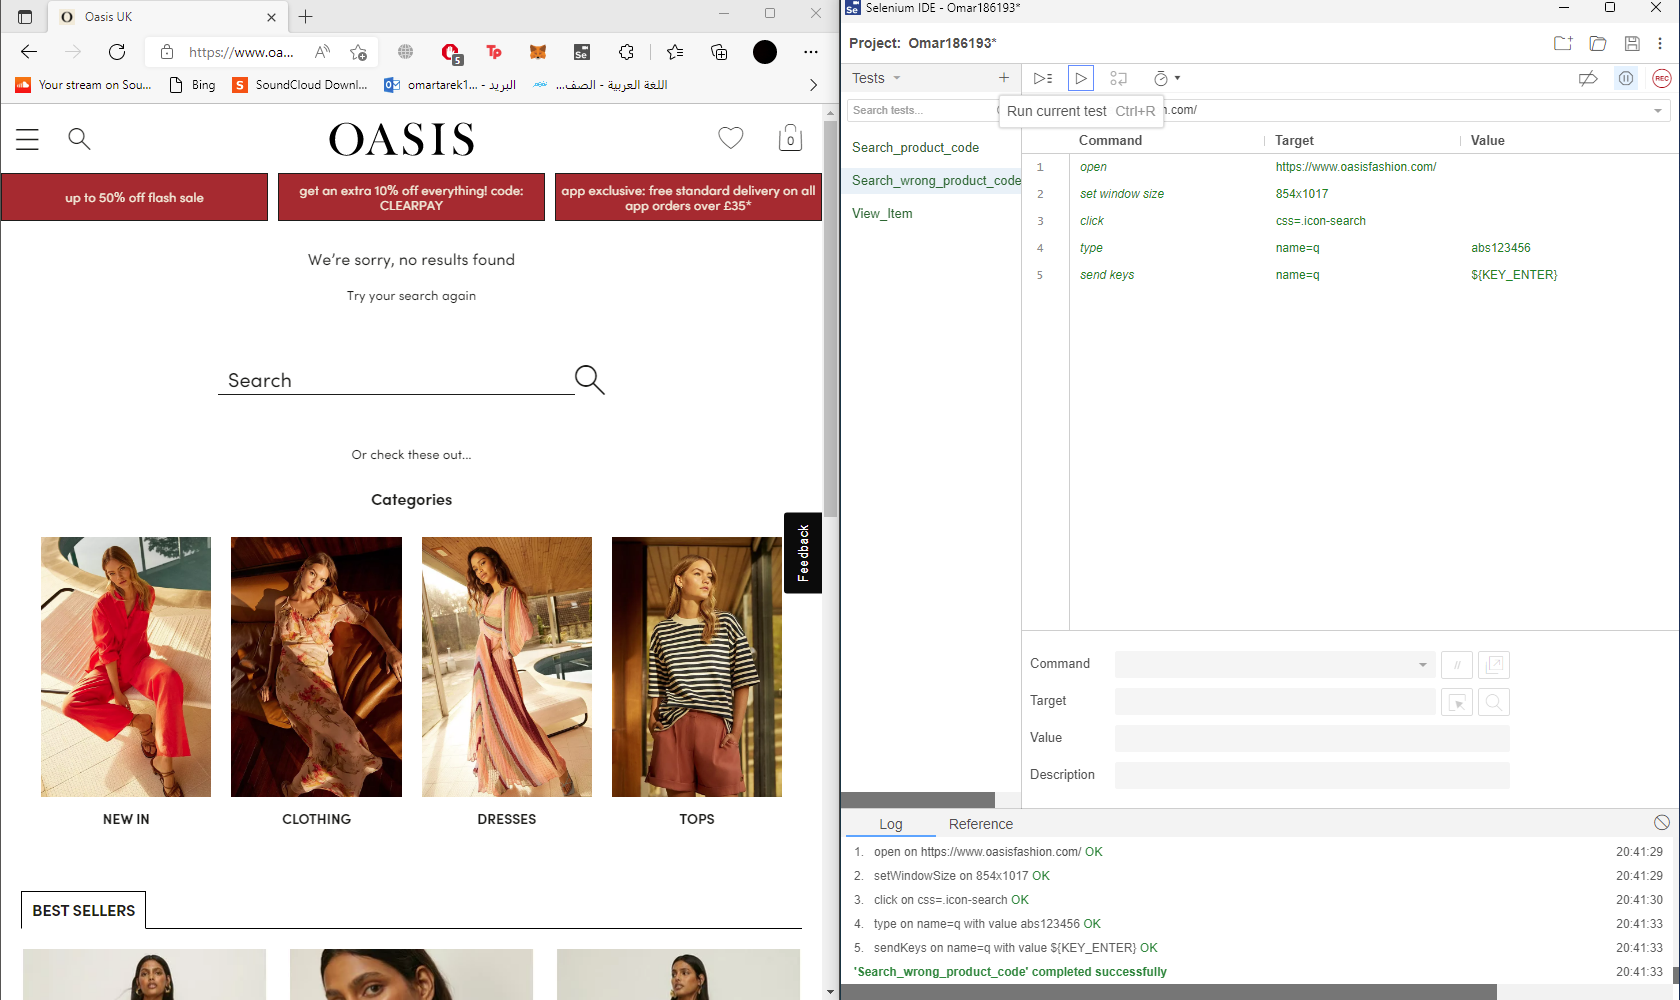 Oasis UK
https://www.oa...
5
Your stream on Sou...
Bing
SoundCloud Downl...
omartarek1... - البريد
اللغة العربية - الصف...
OASIS
0
up to 50% off flash sale
get an extra 10% off everything! code:
CLEARPAY
app exclusive: free standard delivery on all
app orders over £35*
We're sorry, no results found
Try your search again
Search
Or check these out...
Categories
Feedback
NEW IN
CLOTHING
DRESSES
TOPS
BEST SELLERS
Selenium IDE - Omar186193*
Project: Omar186193*
Tests
REC
Search tests...
Run current test Ctrl+R
n.com/
Command Target Value
Search_product_code
Search_wrong_product_code
View_Item
1 open https://www.oasisfashion.com/
2 set window size 854x1017
3 click css=.icon-search
4 type name=q abs123456
5 send keys name=q ${KEY_ENTER}
Command
//
Target
Value
Description
Log Reference
1. open on https://www.oasisfashion.com/ OK 20:41:29
2. setWindowSize on 854x1017 OK 20:41:29
3. click on css=.icon-search OK 20:41:30
4. type on name=q with value abs123456 OK 20:41:33
5. sendKeys on name=q with value ${KEY_ENTER} OK 20:41:33
'Search_wrong_product_code' completed successfully 20:41:33